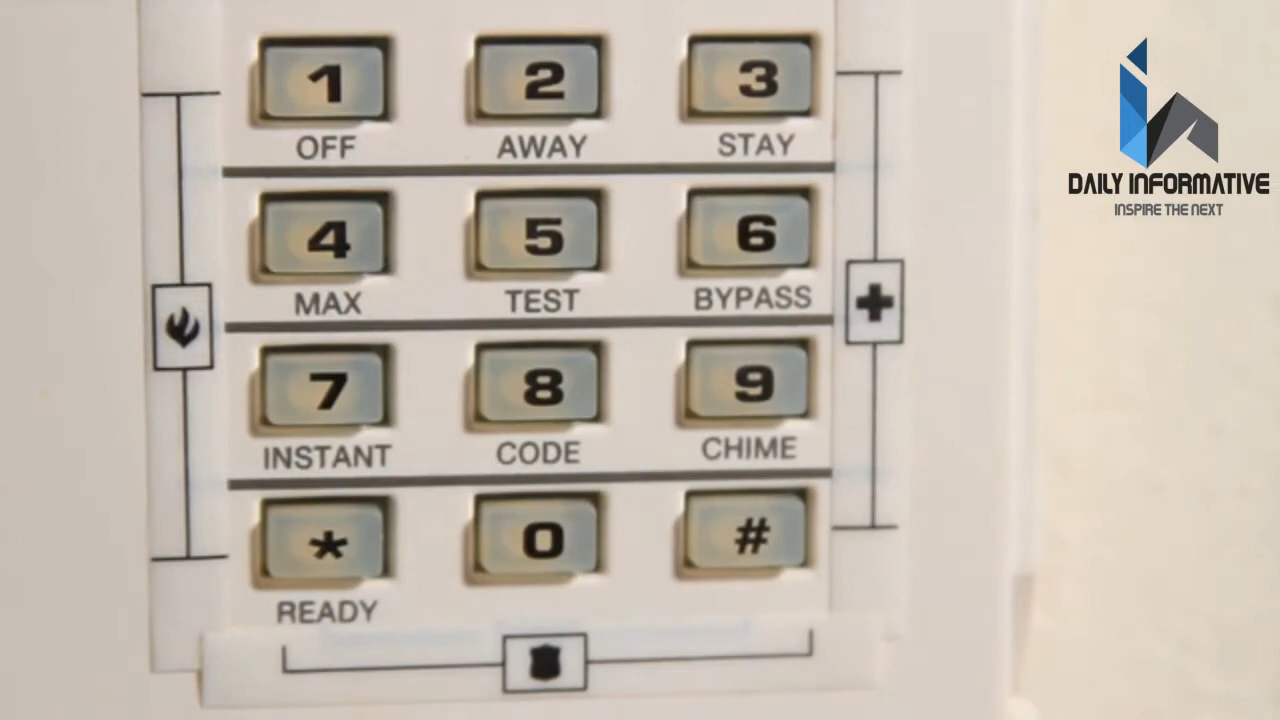 1 2 3
OFF AWAY STAY
4 5 6
MAX TEST BYPASS
7 8 9
INSTANT CODE CHIME
* 0 #
READY
DAILY INFORMATIVE
INSPIRE THE NEXT